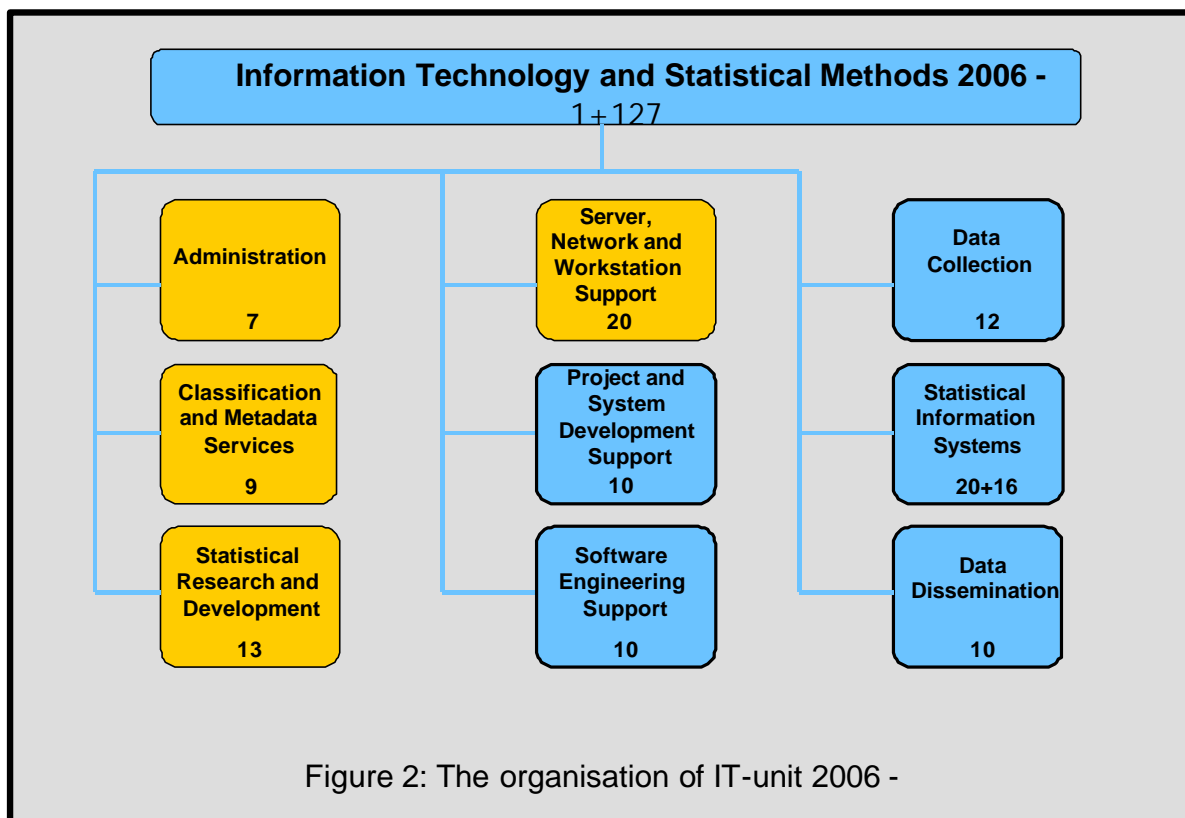 Information Technology and Statistical Methods 2006 -
1+127
Administration
7
Classification
and Metadata
Services
9
Statistical
Research and
Development
13
Server,
Network and
Workstation
Support
20
Project and
System
Development
Support
10
Software
Engineering
Support
10
Data
Collection
12
Statistical
Information
Systems
20+16
Data
Dissemination
10
Figure 2: The organisation of IT-unit 2006 -